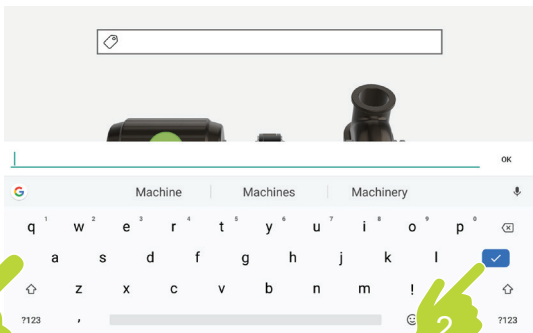 OK
G
Machine Machines Machinery
q 1 w 2 e 3 r 4 t 5 y 6 u 7 i 8 o 9 p 0
a s d f g h j k l
z x c v b n m !
?123 , ?123
2